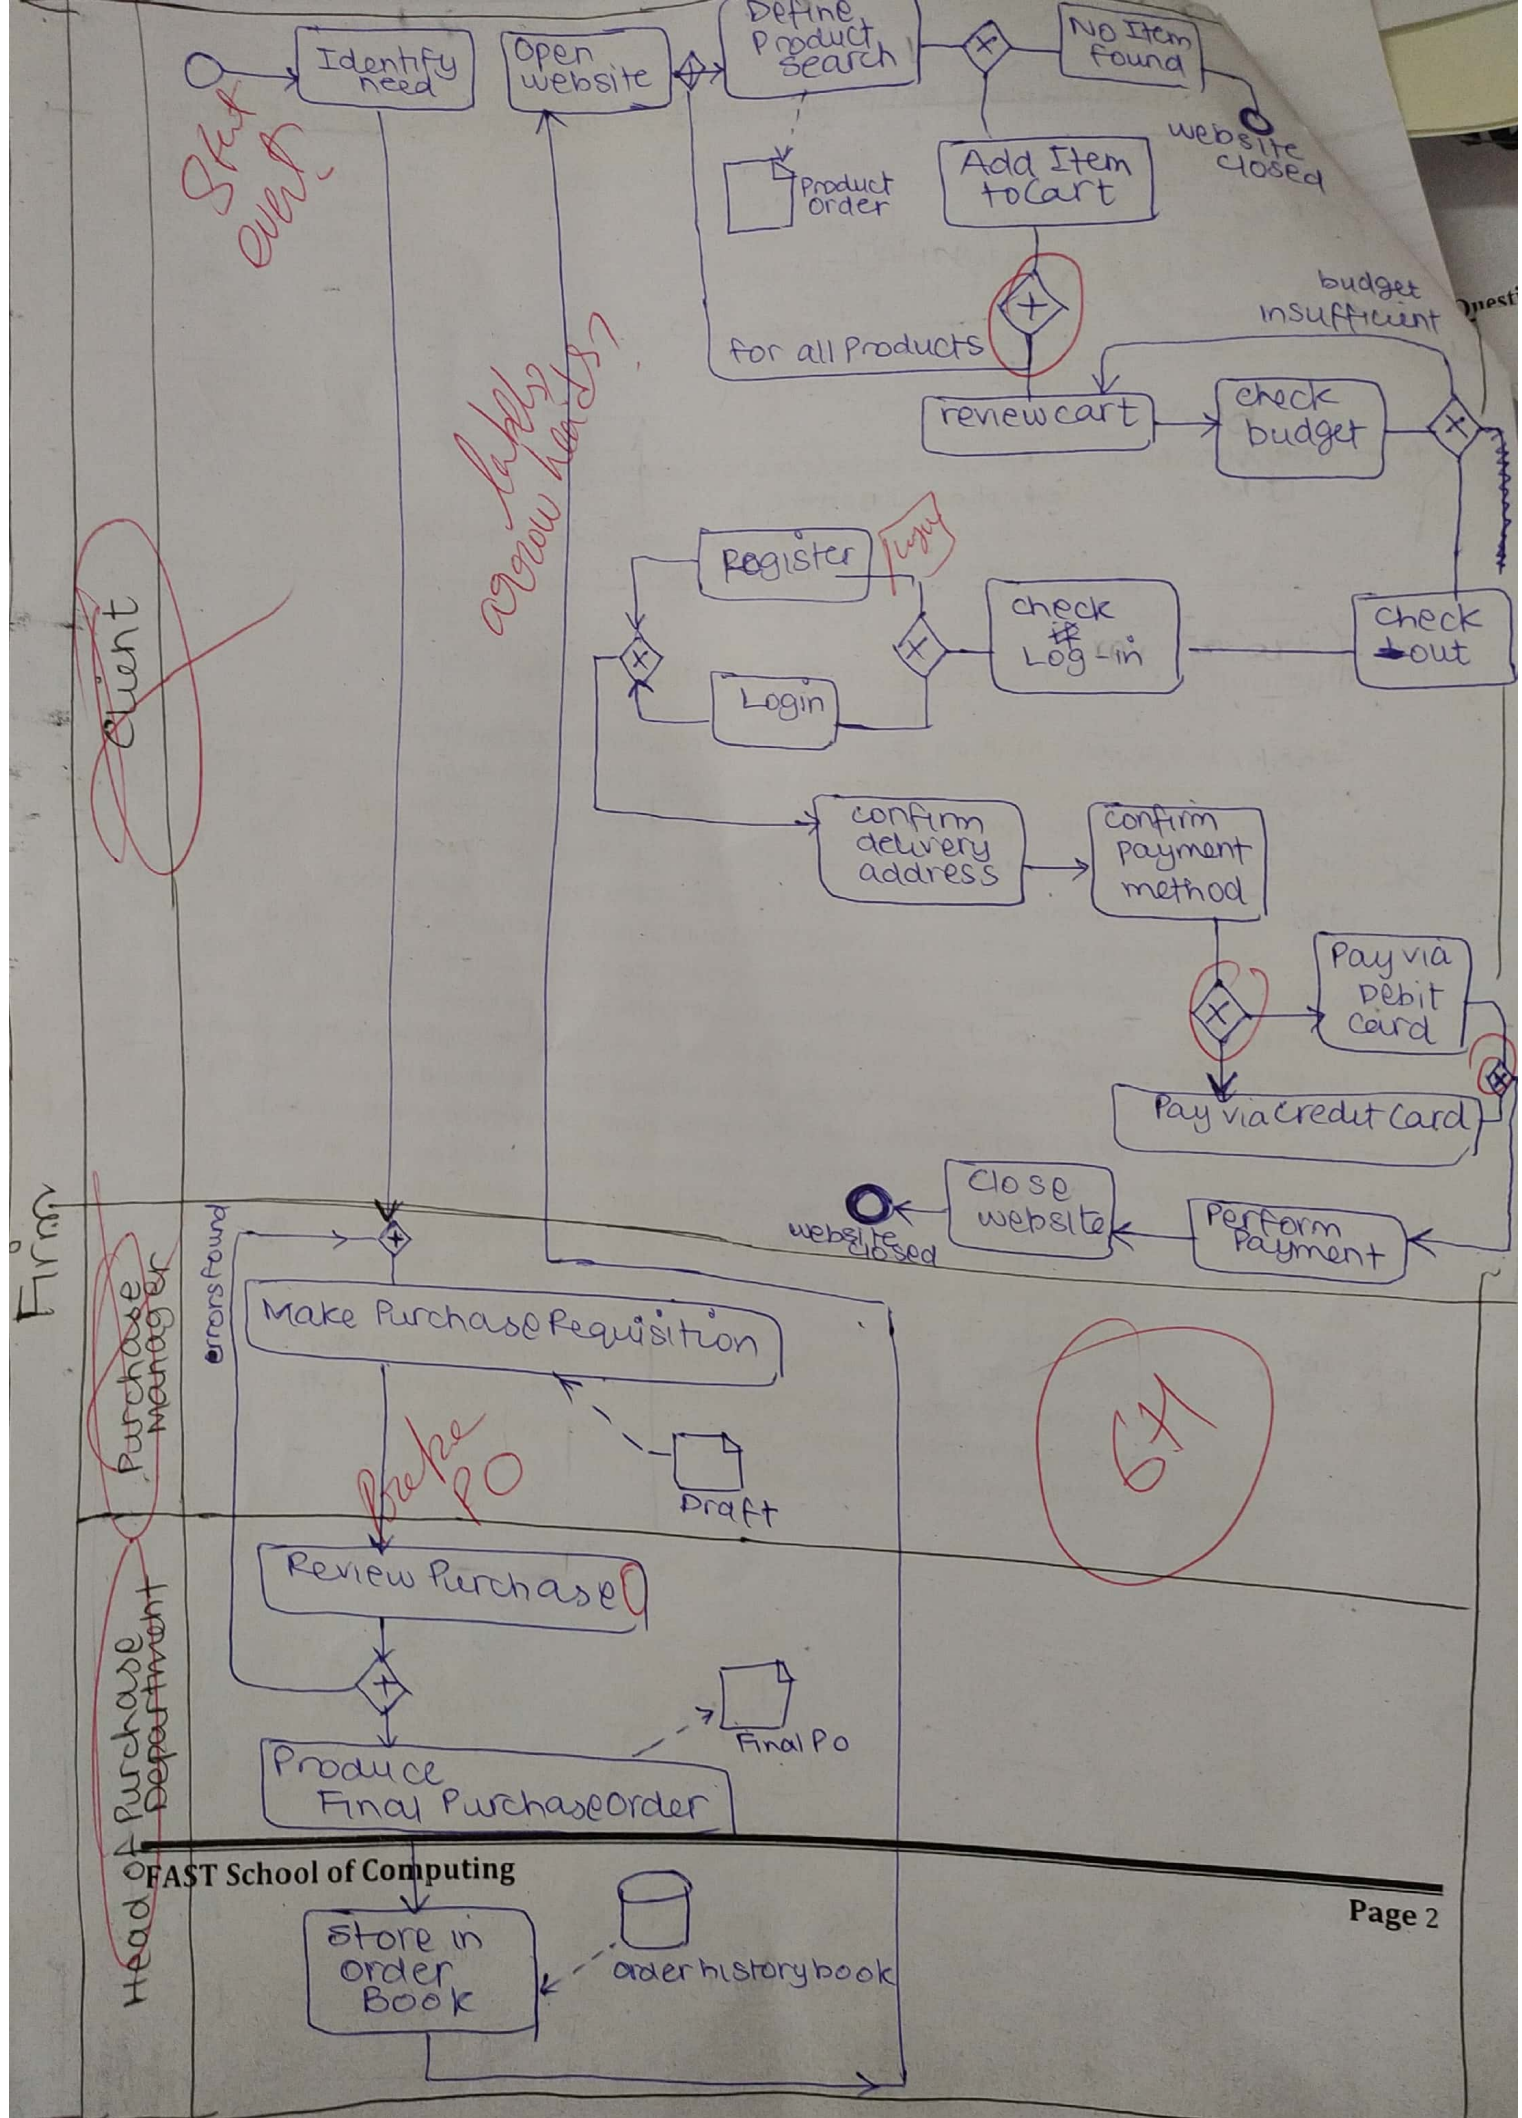 Define
Product
search
No Item
found
Identify
need
Open
website
Start
event
website
closed
Product
Order
Add Item
to Cart
budget
insufficient
Questi
for all Products
labels?
arrow heads?
review cart
check
budget
Register
check
Log-in
check
out
Login
Client
confirm
delivery
address
confirm
payment
method
Pay via
Debit
Card
Pay via Credit Card
Close
website
website
closed
Perform
Payment
Firm
errors found
Purchase
Manager
Make Purchase Requisition
6+1
PO
Draft
Review Purchase
Head of Purchase
Department
Final PO
Produce
Final Purchase Order
FAST School of Computing
Page 2
Store in
order
Book
order history book